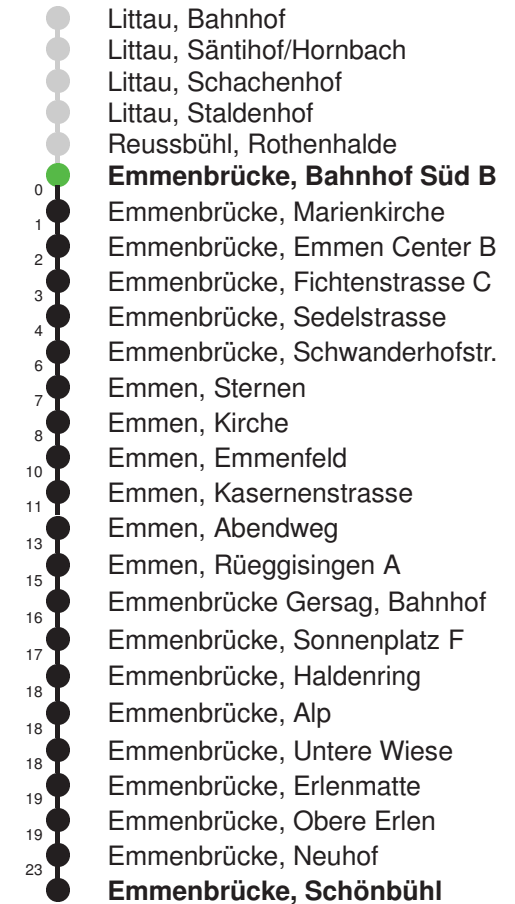 Littau, Bahnhof
Littau, Säntihof/Hornbach
Littau, Schachenhof
Littau, Staldenhof
Reussbühl, Rothenhalde
Emmenbrücke, Bahnhof Süd B
0
Emmenbrücke, Marienkirche
1
Emmenbrücke, Emmen Center B
2
Emmenbrücke, Fichtenstrasse C
3
Emmenbrücke, Sedelstrasse
4
Emmenbrücke, Schwanderhofstr.
6
Emmen, Sternen
7
Emmen, Kirche
8
Emmen, Emmenfeld
10
Emmen, Kasernenstrasse
11
Emmen, Abendweg
13
Emmen, Rüeggisingen A
15
Emmenbrücke Gersag, Bahnhof
16
Emmenbrücke, Sonnenplatz F
17
Emmenbrücke, Haldenring
18
Emmenbrücke, Alp
18
Emmenbrücke, Untere Wiese
18
Emmenbrücke, Erlenmatte
19
Emmenbrücke, Obere Erlen
19
Emmenbrücke, Neuhof
23
Emmenbrücke, Schönbühl